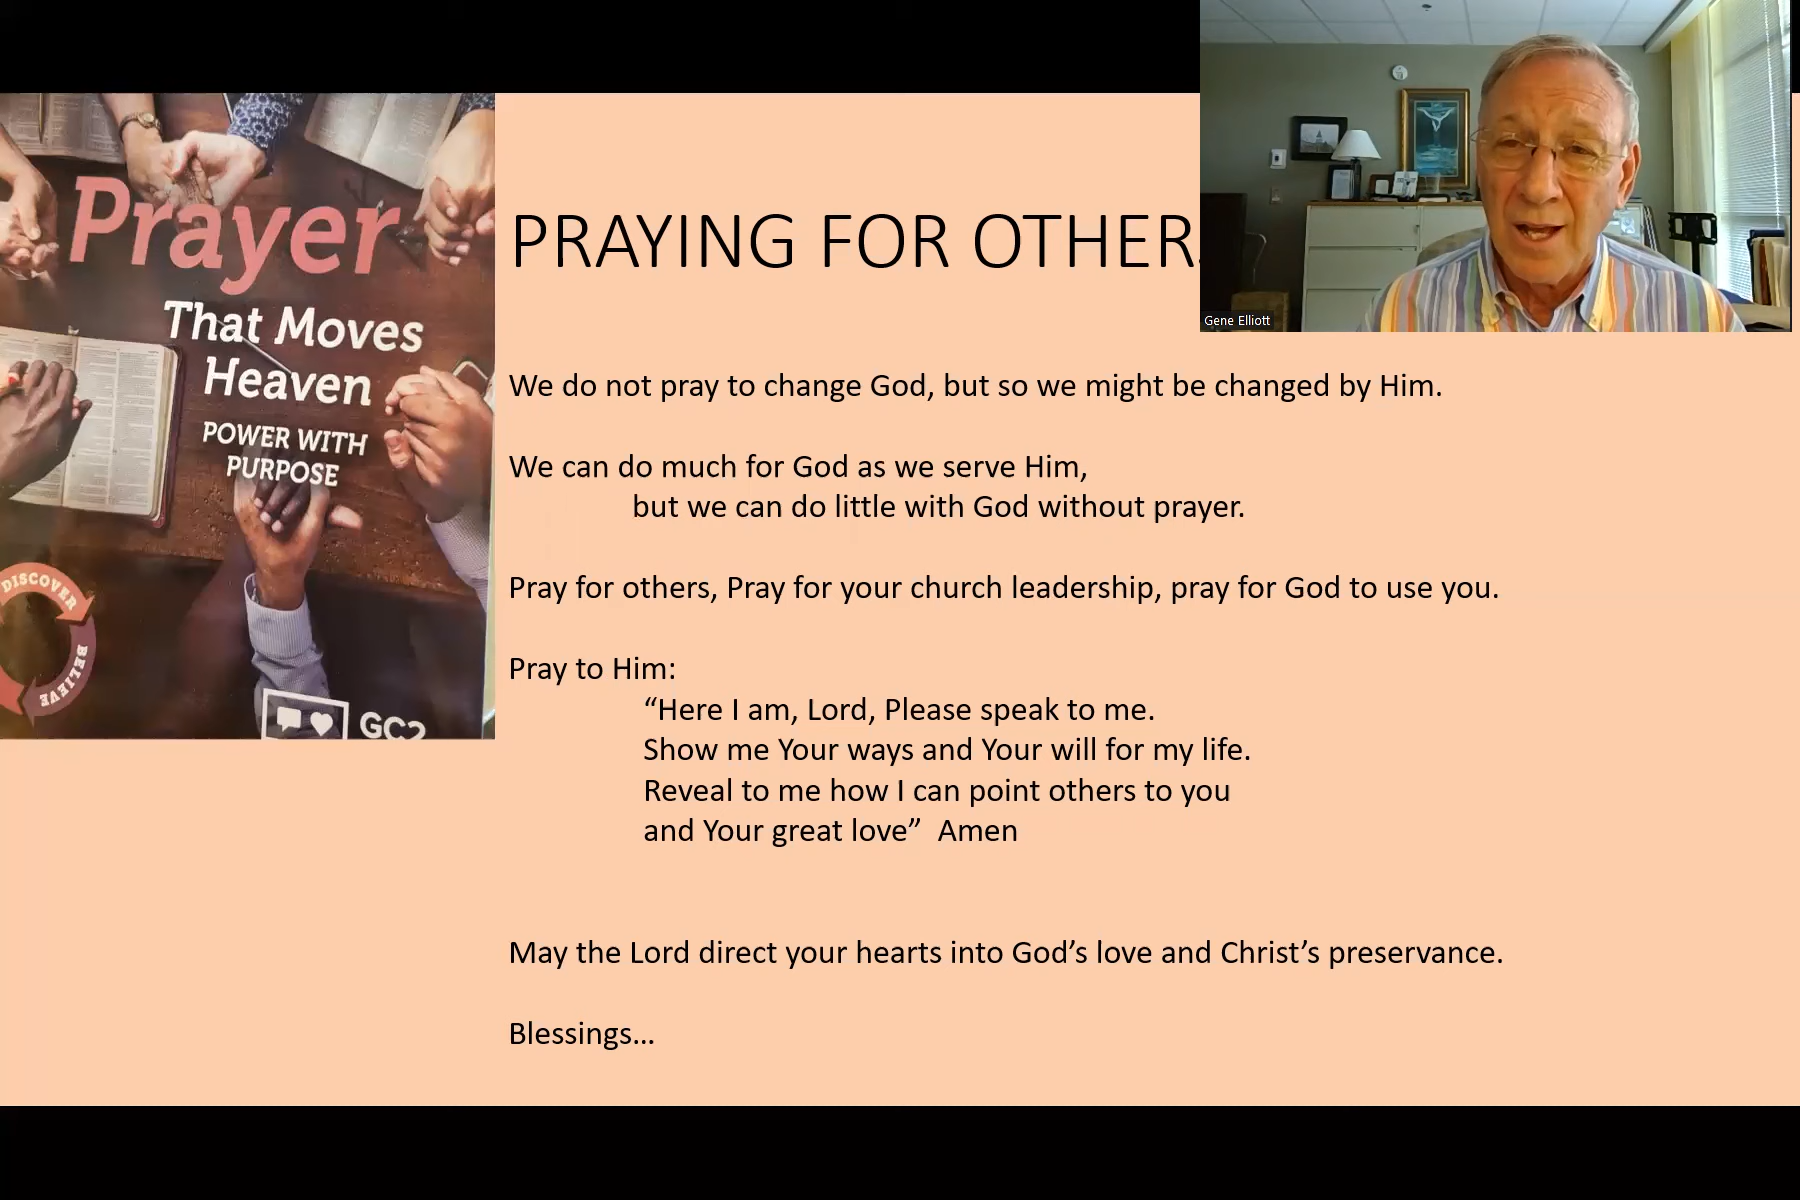 Prayer
That Moves
Heaven
POWER WITH
PURPOSE
DISCOVER
BELIEVE
GC2
PRAYING FOR OTHERS
Gene Elliott
We do not pray to change God, but so we might be changed by Him.
We can do much for God as we serve Him,
but we can do little with God without prayer.
Pray for others, Pray for your church leadership, pray for God to use you.
Pray to Him:
“Here I am, Lord, Please speak to me.
Show me Your ways and Your will for my life.
Reveal to me how I can point others to you
and Your great love”  Amen
May the Lord direct your hearts into God’s love and Christ’s preservance.
Blessings…